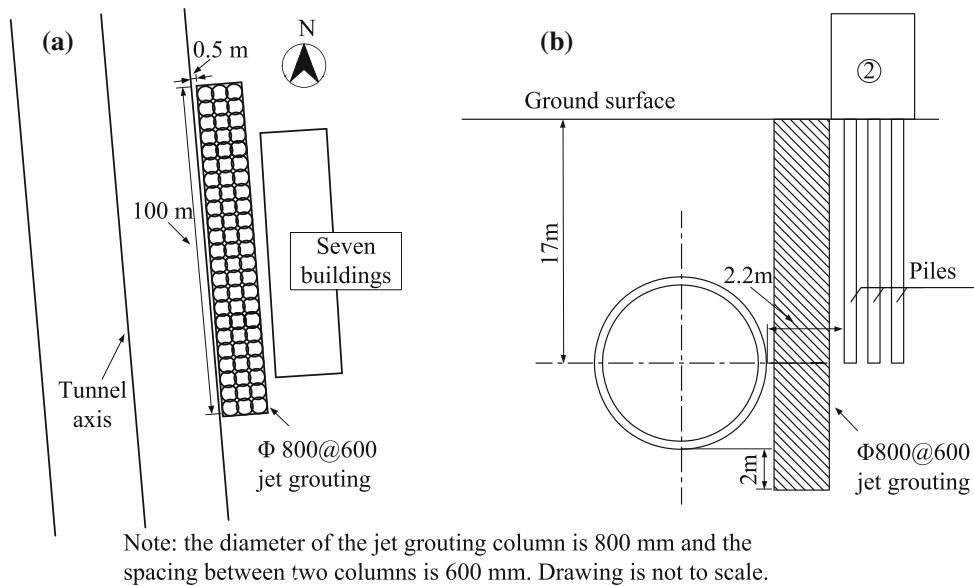 (a)
N
0.5 m
100 m
Seven
buildings
Tunnel
axis
Φ 800@600
jet grouting
(b)
②
Ground surface
17m
2.2m
Piles
2m
Φ800@600
jet grouting
Note: the diameter of the jet grouting column is 800 mm and the
spacing between two columns is 600 mm. Drawing is not to scale.